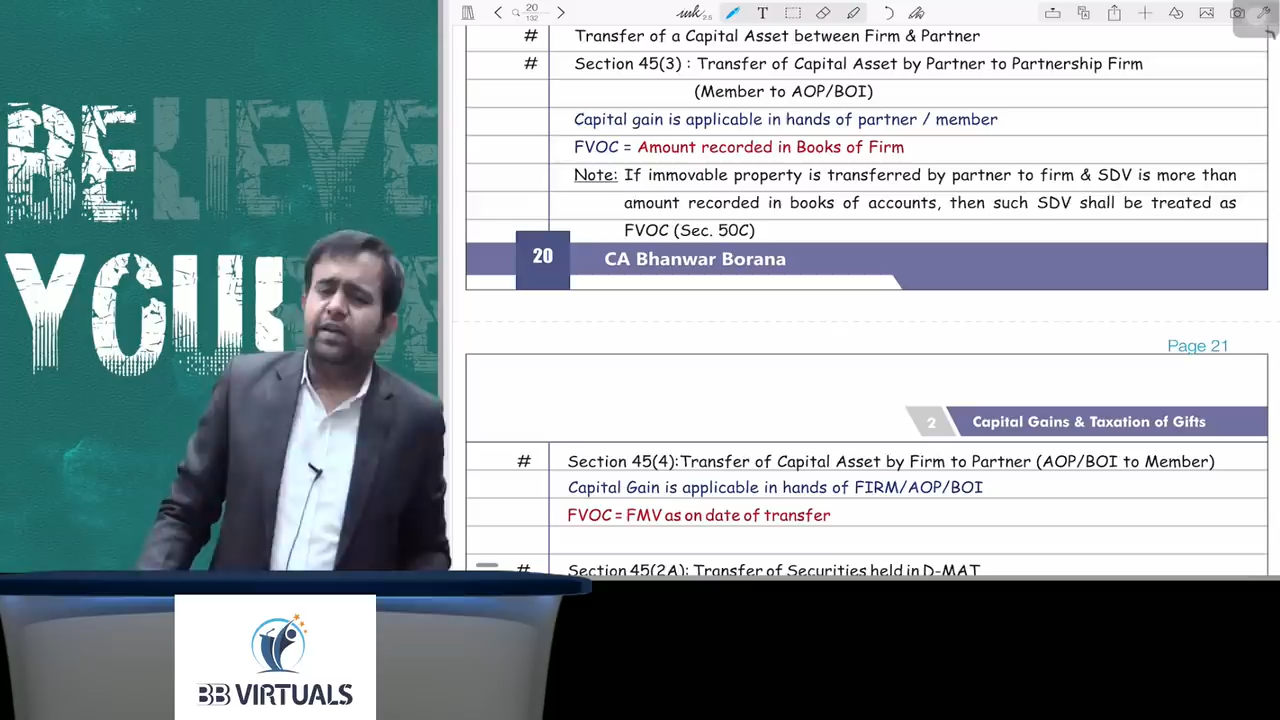 BELIEVE
YOUR
20
132
2.5
T
# Transfer of a Capital Asset between Firm & Partner
# Section 45(3) : Transfer of Capital Asset by Partner to Partnership Firm
(Member to AOP/BOI)
Capital gain is applicable in hands of partner / member
FVOC = Amount recorded in Books of Firm
Note: If immovable property is transferred by partner to firm & SDV is more than
amount recorded in books of accounts, then such SDV shall be treated as
FVOC (Sec. 50C)
20 CA Bhanwar Borana
Page 21
2 Capital Gains & Taxation of Gifts
# Section 45(4):Transfer of Capital Asset by Firm to Partner (AOP/BOI to Member)
Capital Gain is applicable in hands of FIRM/AOP/BOI
FVOC = FMV as on date of transfer
# Section 45(2A): Transfer of Securities held in D-MAT
BB VIRTUALS